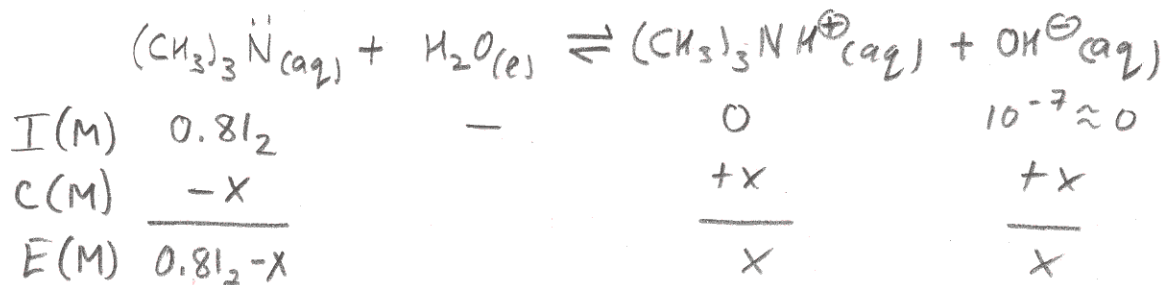 (CH₃)₃N̈(aq) + H₂O(l) ⇌ (CH₃)₃NH⊕(aq) + OH⊖(aq)
I(M) 0.81₂ — 0 10⁻⁷ ≈ 0
C(M) -x +x +x
E(M) 0.81₂-x x x